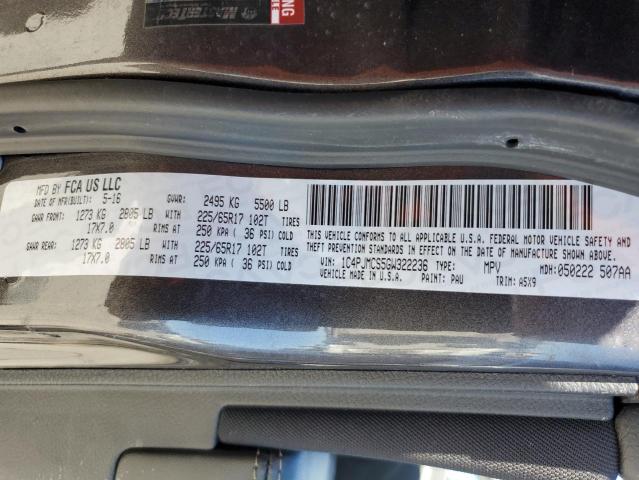 NG
MASTERTECH
MFD BY FCA US LLC
DATE OF MFR(BUILT): 5-16 GVWR: 2495 KG 5500 LB
GAWR FRONT: 1273 KG 2805 LB WITH 225/65R17 102T TIRES
17X7.0 RIMS AT 250 KPA ( 36 PSI) COLD
GAWR REAR: 1273 KG 2805 LB WITH 225/65R17 102T TIRES
17X7.0 RIMS AT 250 KPA ( 36 PSI) COLD
THIS VEHICLE CONFORMS TO ALL APPLICABLE U.S.A. FEDERAL MOTOR VEHICLE SAFETY AND
THEFT PREVENTION STANDARDS IN EFFECT ON THE DATE OF MANUFACTURE SHOWN ABOVE.
VIN: 1C4PJMCS5GW322236 TYPE: MPV MDH:050222 507AA
VEHICLE MADE IN U.S.A. PAINT: PAU TRIM: A5X9